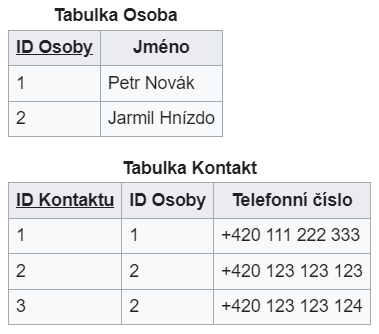 Tabulka Osoba
ID Osoby Jméno
1 Petr Novák
2 Jarmil Hnízdo
Tabulka Kontakt
ID Kontaktu ID Osoby Telefonní číslo
1 1 +420 111 222 333
2 2 +420 123 123 123
3 2 +420 123 123 124